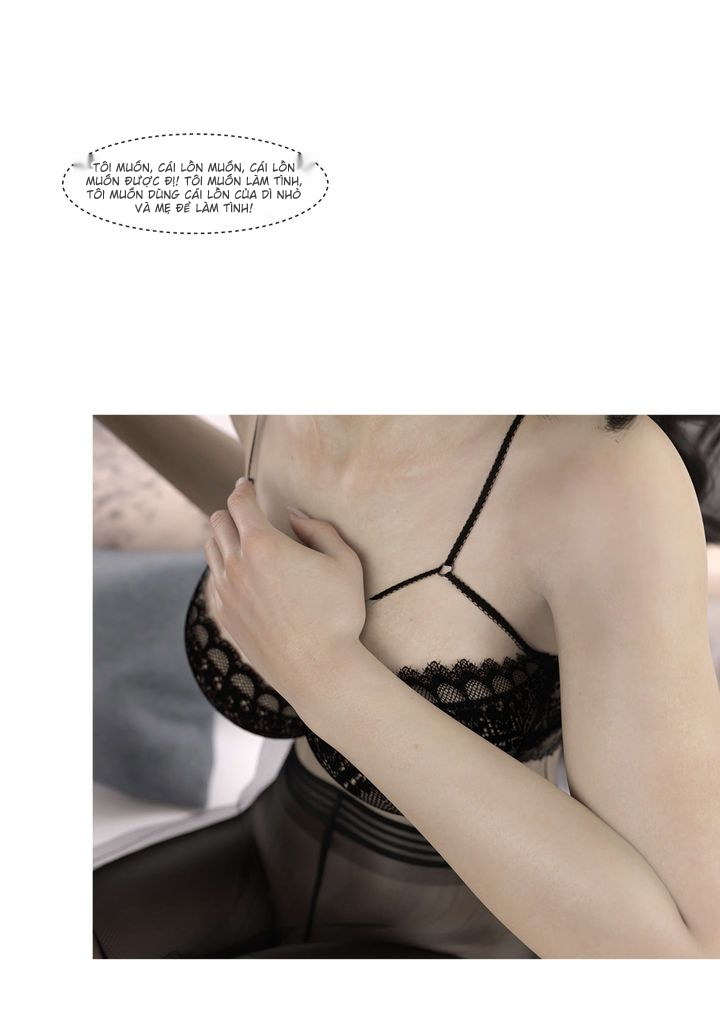 TÔI MUỐN, CÁI LỒN MUỐN, CÁI LỒN
MUỐN ĐƯỢC ĐỊ! TÔI MUỐN LÀM TÌNH,
TÔI MUỐN DÙNG CÁI LỒN CỦA DÌ NHỎ
VÀ MẸ ĐỂ LÀM TÌNH!